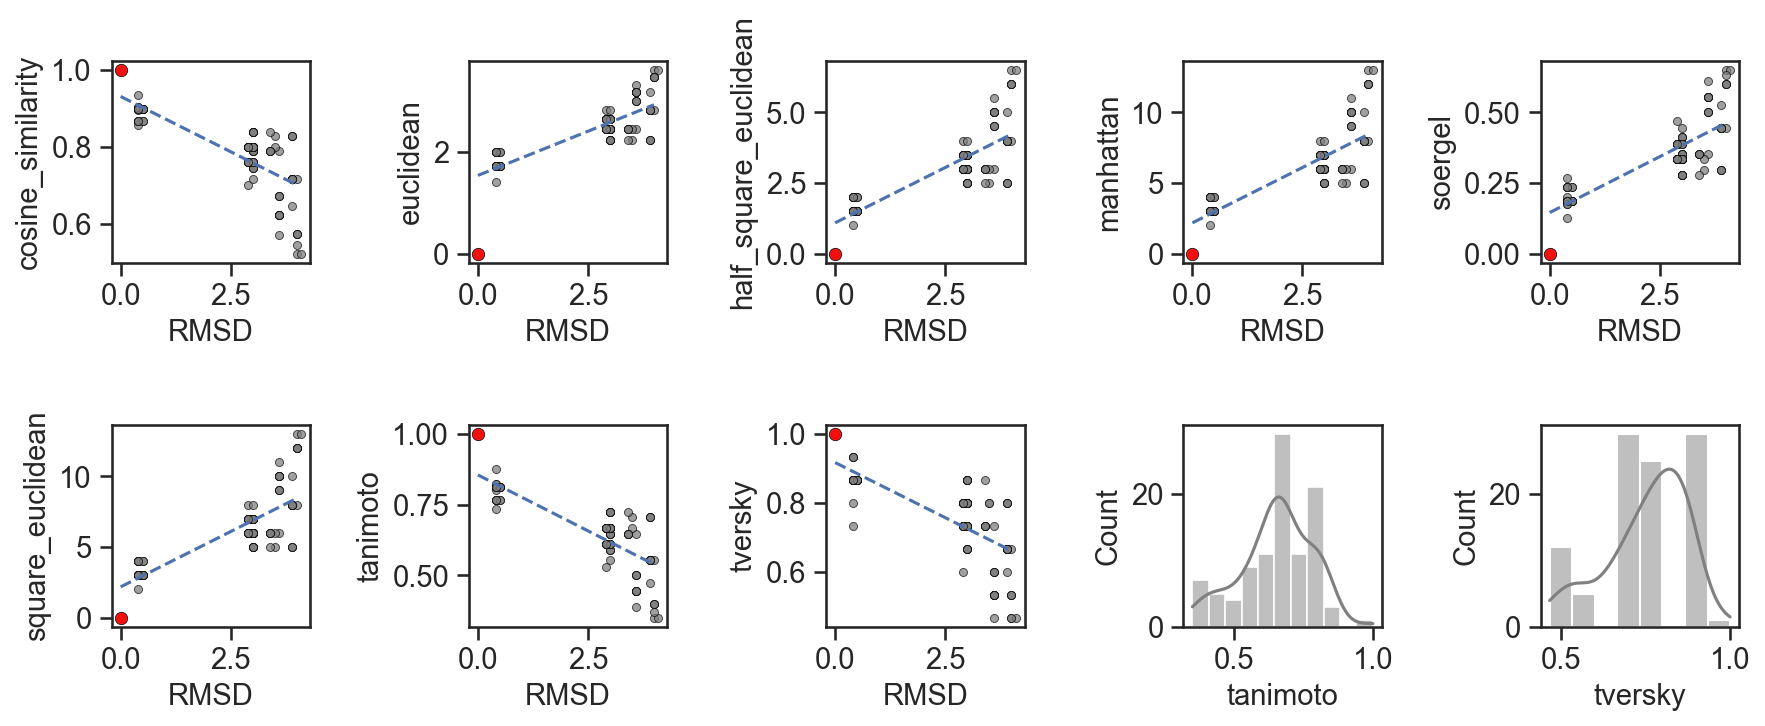 cosine_similarity
1.0
0.8
0.6
0.0 2.5
RMSD
euclidean
2
0
0.0 2.5
RMSD
half_square_euclidean
5.0
2.5
0.0
0.0 2.5
RMSD
manhattan
10
5
0
0.0 2.5
RMSD
soergel
0.50
0.25
0.00
0.0 2.5
RMSD
square_euclidean
10
5
0
0.0 2.5
RMSD
tanimoto
1.00
0.75
0.50
0.0 2.5
RMSD
tversky
1.0
0.8
0.6
0.0 2.5
RMSD
Count
20
0
0.5 1.0
tanimoto
Count
20
0
0.5 1.0
tversky